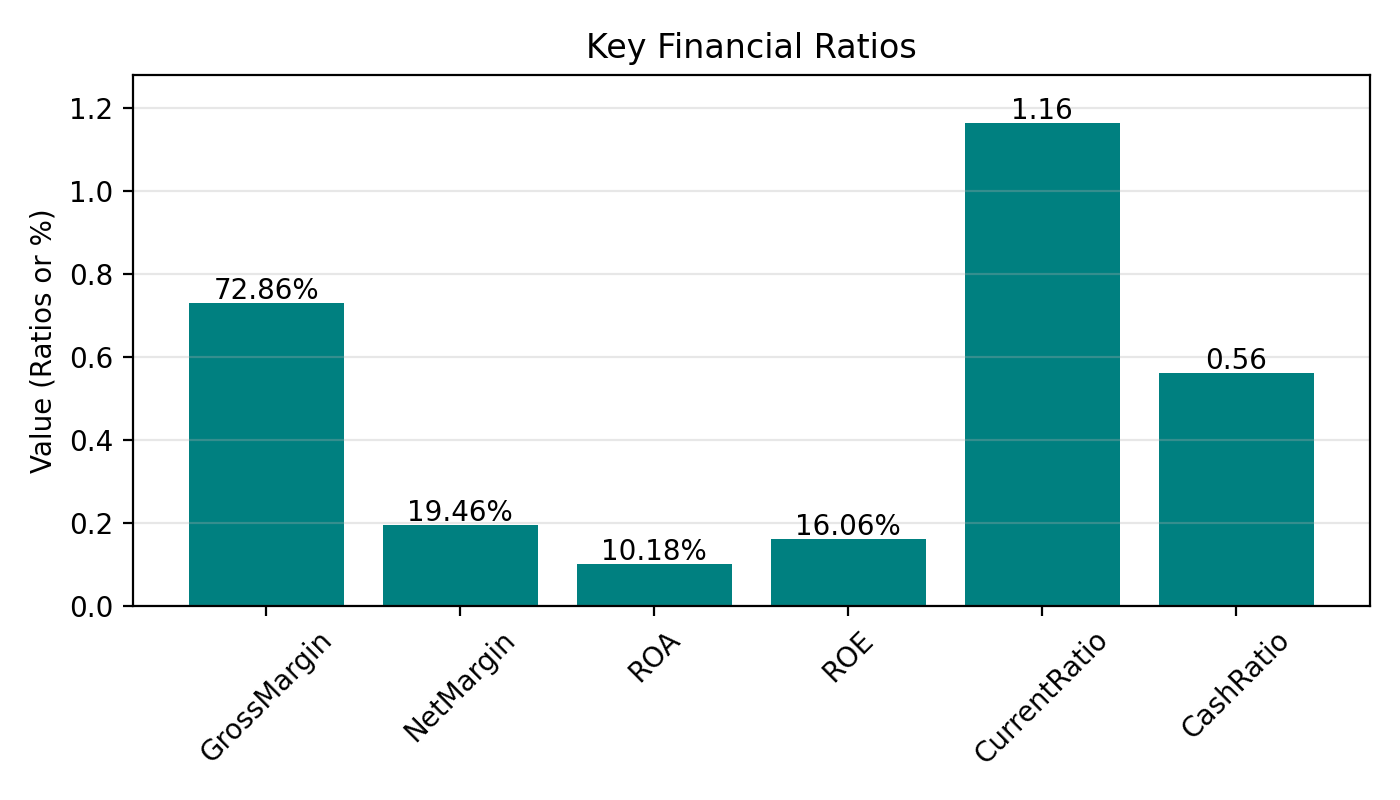 Key Financial Ratios
Value (Ratios or %)
1.2
1.0
0.8
0.6
0.4
0.2
0.0
72.86%
19.46%
10.18%
16.06%
1.16
0.56
GrossMargin
NetMargin
ROA
ROE
CurrentRatio
CashRatio